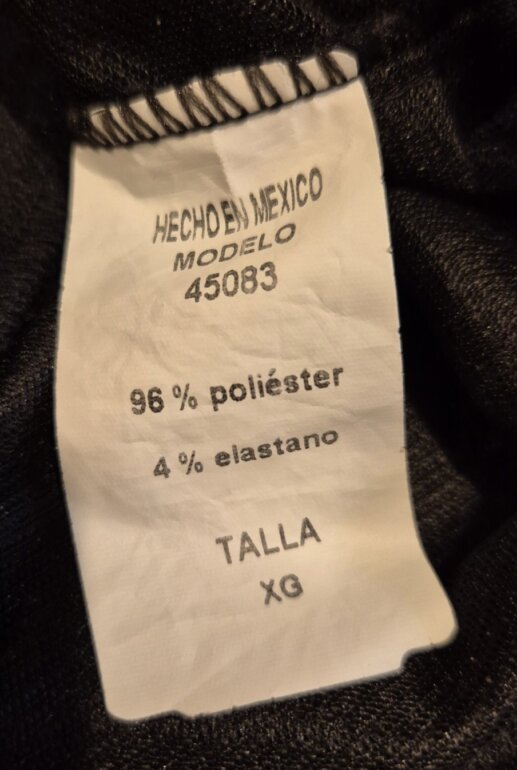 HECHO EN MEXICO
MODELO
45083
96 % poliéster
4 % elastano
TALLA
XG